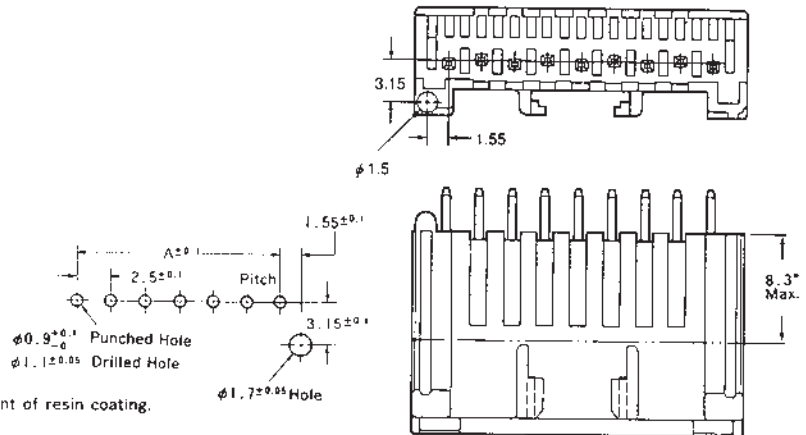 3.15
1.55
φ1.5
1.55±0.1
A±0.1
2.5±0.1 Pitch
3.15±0.1
φ0.9+0.1-0 Punched Hole
φ1.1±0.05 Drilled Hole
φ1.7±0.05 Hole
nt of resin coating.
8.3*
Max.